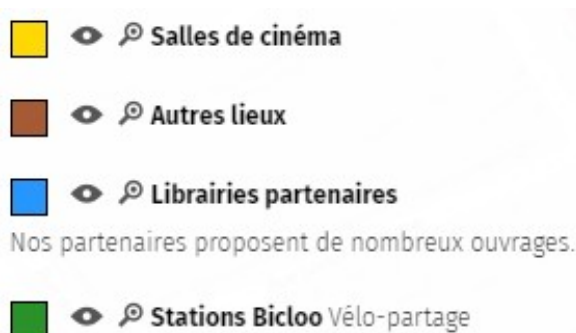 Salles de cinéma
Autres lieux
Librairies partenaires
Nos partenaires proposent de nombreux ouvrages.
Stations Bicloo Vélo-partage